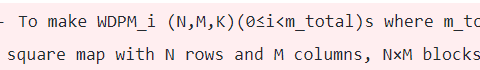 - To make WDPM_i (N,M,K)(0≤i<m_total)s where m_to
square map with N rows and M columns, N×M blocks